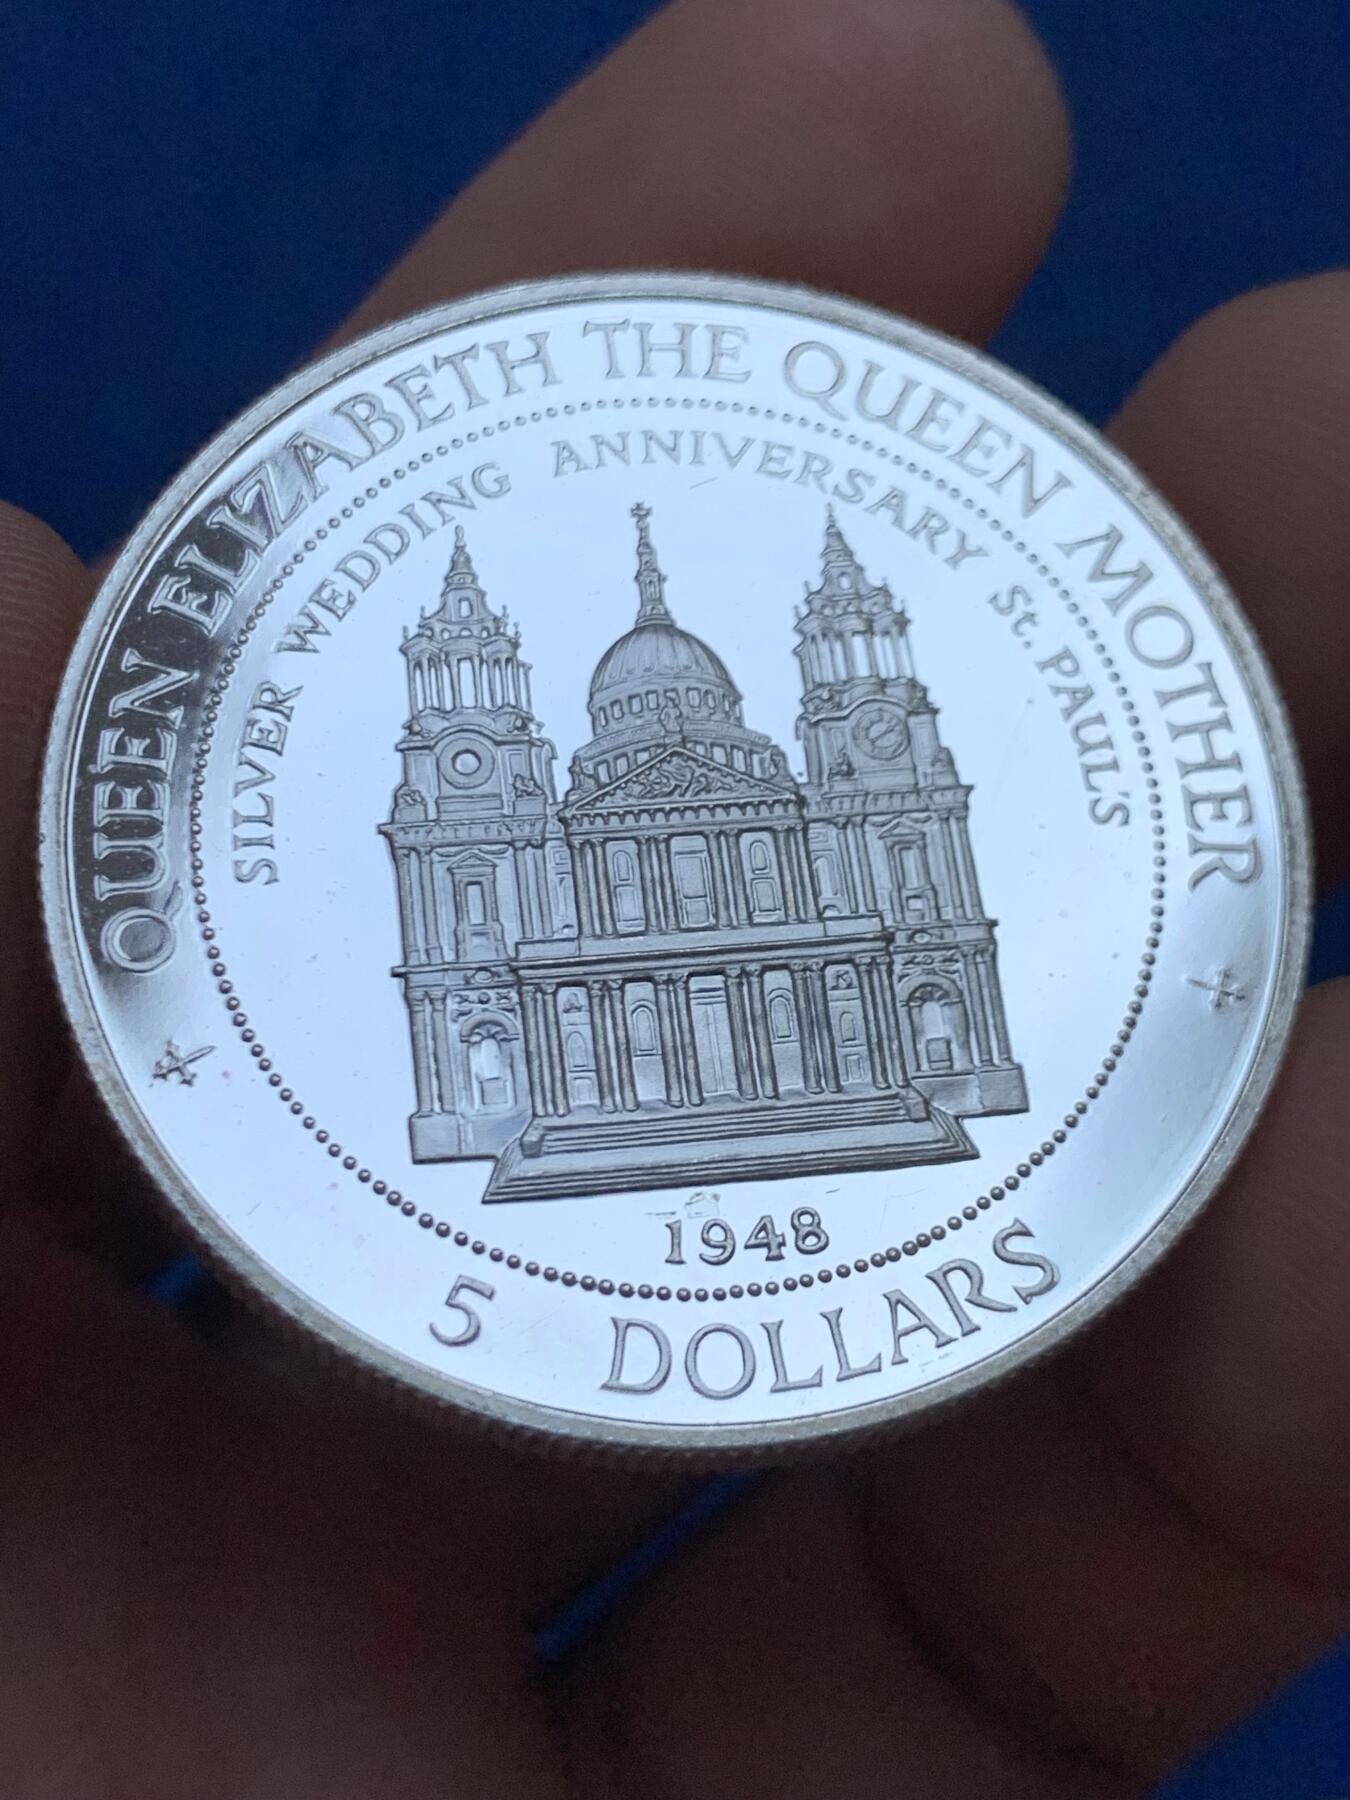 QUEEN ELIZABETH THE QUEEN MOTHER
SILVER WEDDING ANNIVERSARY St. PAUL'S
1948
5 DOLLARS